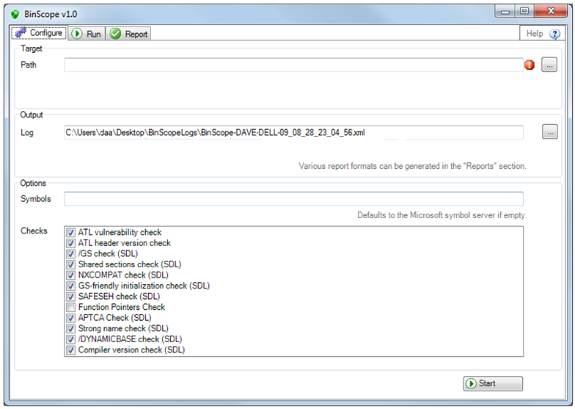 BinScope v1.0
Configure Run Report Help
Target
Path ...
Output
Log C:\Users\daa\Desktop\BinScopeLogs\BinScope-DAVE-DELL-09_08_28_23_04_56.xml ...
Various report formats can be generated in the "Reports" section.
Options
Symbols
Defaults to the Microsoft symbol server if empty
Checks
ATL vulnerability check
ATL header version check
/GS check (SDL)
Shared sections check (SDL)
NXCOMPAT check (SDL)
GS-friendly initialization check (SDL)
SAFESEH check (SDL)
Function Pointers Check
APTCA Check (SDL)
Strong name check (SDL)
/DYNAMICBASE check (SDL)
Compiler version check (SDL)
Start